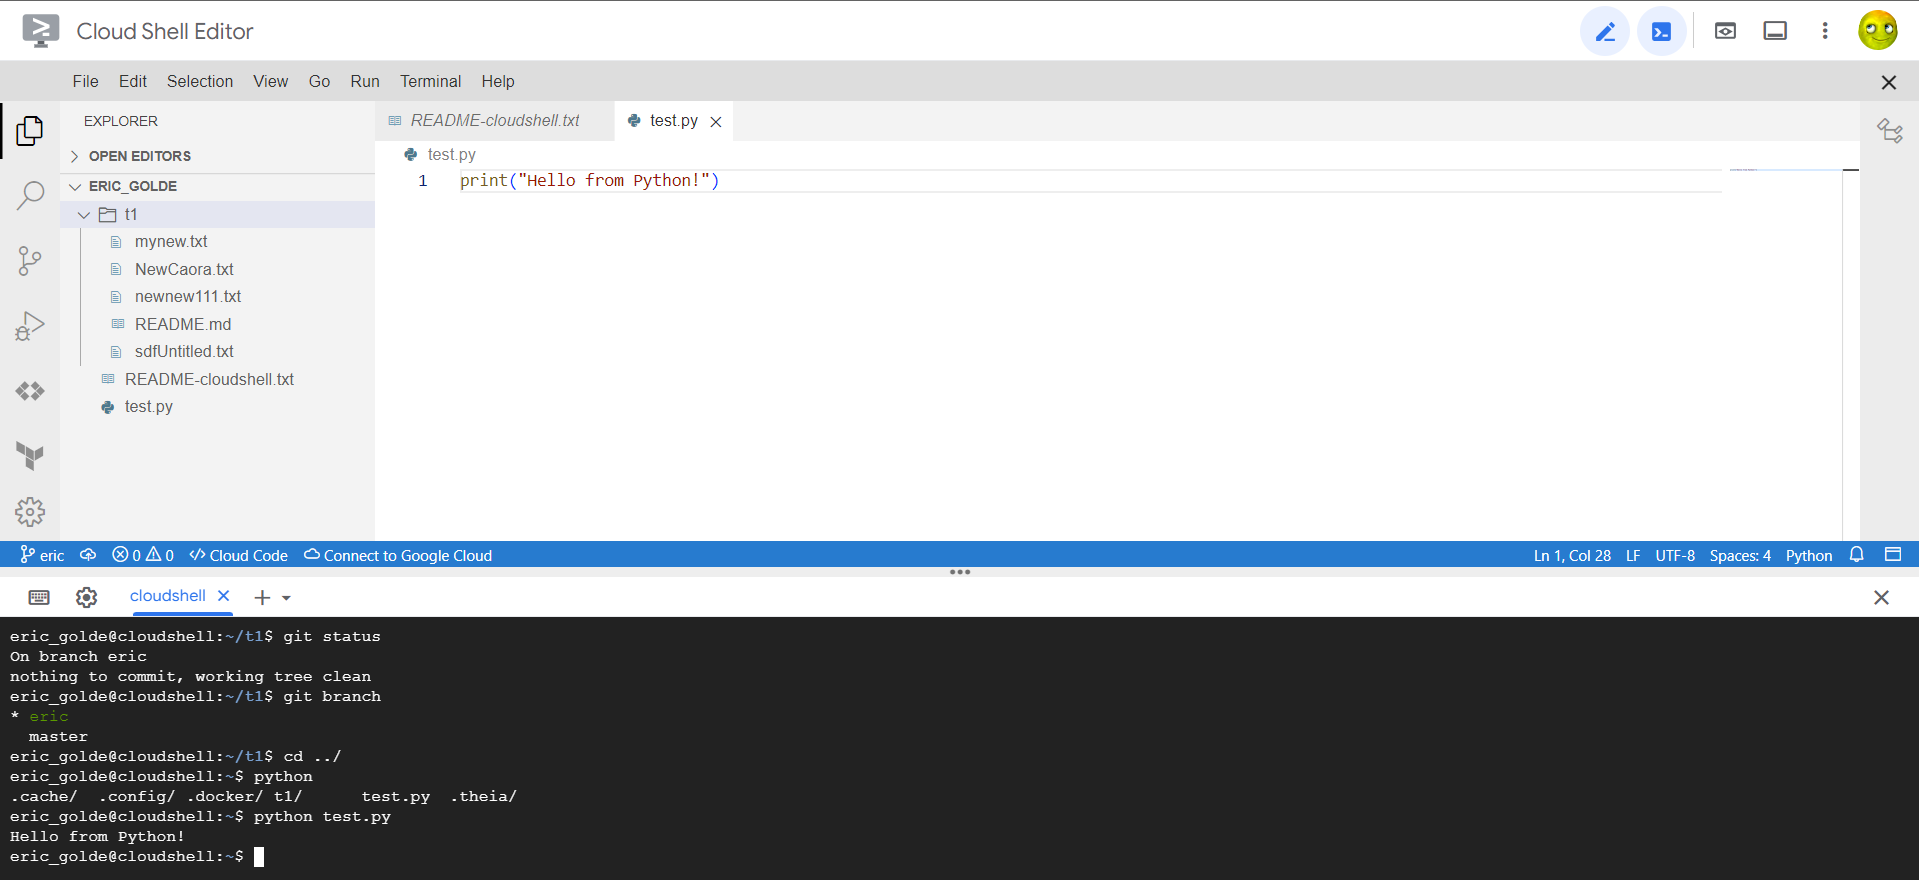 Cloud Shell Editor
File Edit Selection View Go Run Terminal Help
EXPLORER
OPEN EDITORS
ERIC_GOLDE
t1
mynew.txt
NewCaora.txt
newnew111.txt
README.md
sdfUntitled.txt
README-cloudshell.txt
test.py
README-cloudshell.txt test.py
test.py
1 print("Hello from Python!")
eric 0 0 Cloud Code Connect to Google Cloud Ln 1, Col 28 LF UTF-8 Spaces: 4 Python
cloudshell
eric_golde@cloudshell:~/t1$ git status
On branch eric
nothing to commit, working tree clean
eric_golde@cloudshell:~/t1$ git branch
* eric
  master
eric_golde@cloudshell:~/t1$ cd ../
eric_golde@cloudshell:~$ python
.cache/  .config/ .docker/ t1/      test.py  .theia/
eric_golde@cloudshell:~$ python test.py
Hello from Python!
eric_golde@cloudshell:~$